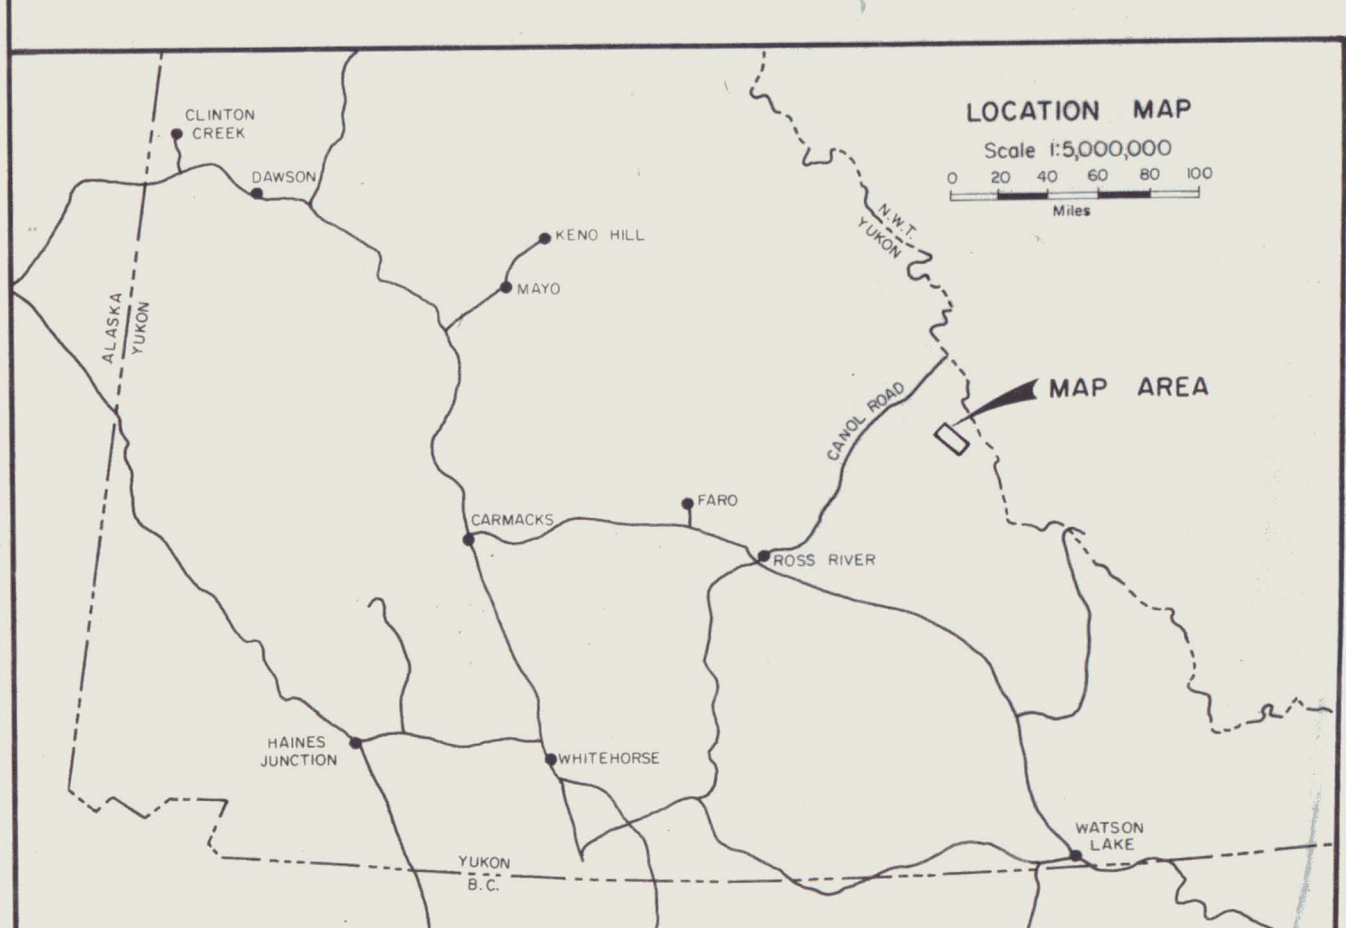 CLINTON
CREEK
DAWSON
LOCATION MAP
Scale 1:5,000,000
0 20 40 60 80 100
Miles
N.W.T.
YUKON
KENO HILL
MAYO
ALASKA
YUKON
MAP AREA
CANOL ROAD
FARO
CARMACKS
ROSS RIVER
HAINES
JUNCTION
WHITEHORSE
WATSON
LAKE
YUKON
B.C.